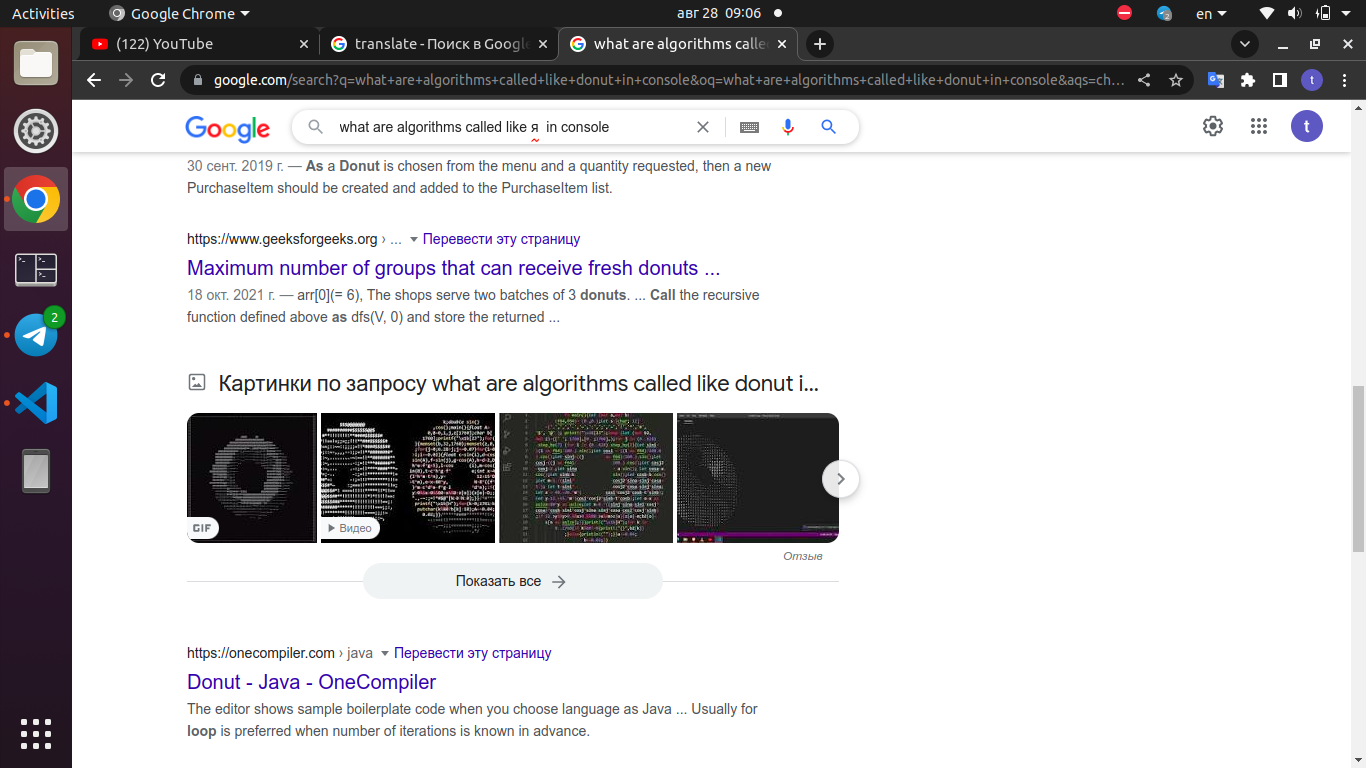 Activities
Google Chrome
авг 28 09:06
2
en
(122) YouTube
translate - Поиск в Google
what are algorithms calle
google.com/search?q=what+are+algorithms+called+like+donut+in+console&oq=what+are+algorithms+called+like+donut+in+console&aqs=ch...
t
Google
what are algorithms called like я in console
t
30 сент. 2019 г. — As a Donut is chosen from the menu and a quantity requested, then a new
PurchaseItem should be created and added to the PurchaseItem list.
https://www.geeksforgeeks.org › ...
Перевести эту страницу
Maximum number of groups that can receive fresh donuts ...
18 окт. 2021 г. — arr[0](= 6), The shops serve two batches of 3 donuts. ... Call the recursive
function defined above as dfs(V, 0) and store the returned ...
2
Картинки по запросу what are algorithms called like donut i...
GIF
Видео
Отзыв
Показать все
https://onecompiler.com › java
Перевести эту страницу
Donut - Java - OneCompiler
The editor shows sample boilerplate code when you choose language as Java ... Usually for
loop is preferred when number of iterations is known in advance.